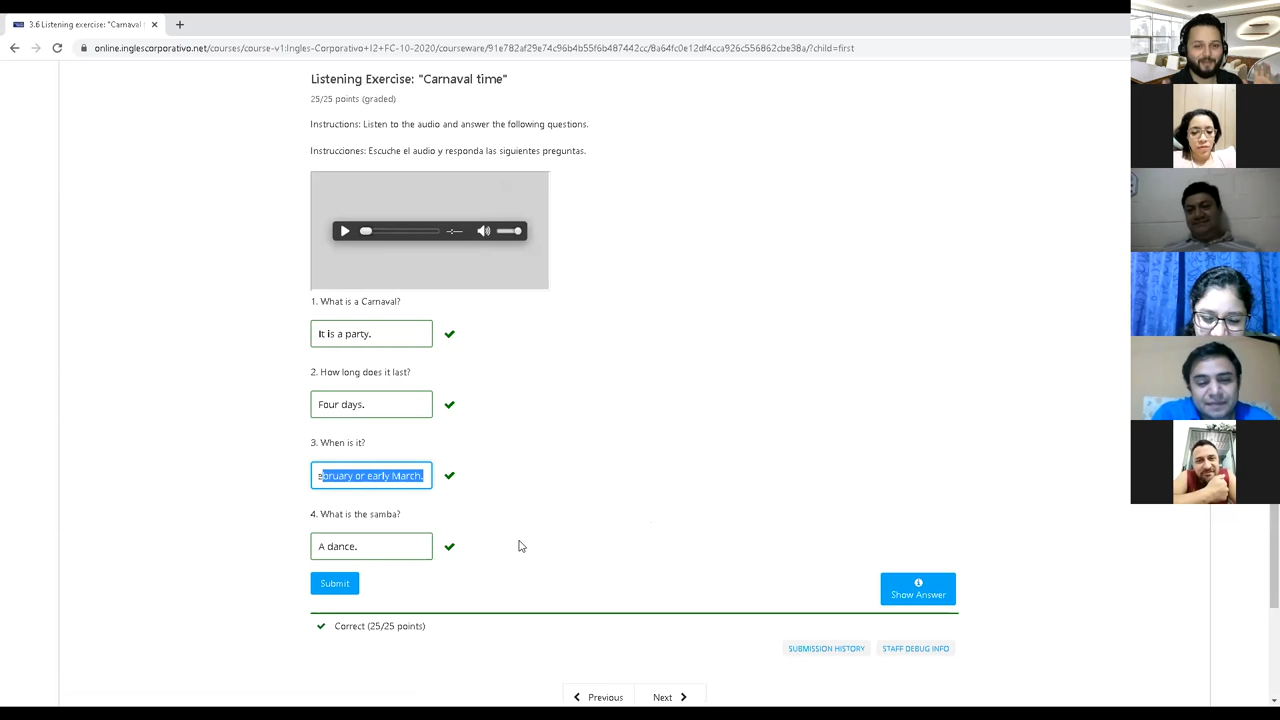 3.6 Listening exercise: "Carnaval t
online.inglescorporativo.net/courses/course-v1:Ingles-Corporativo+I2+FC-10-2020/courseware/91e782af29e74c96b4b55f6b487442cc/8a64fc0e12df4cca926c556862cbe38a/?child=first
Listening Exercise: "Carnaval time"
25/25 points (graded)
Instructions: Listen to the audio and answer the following questions.
Instrucciones: Escuche el audio y responda las siguientes preguntas.
1. What is a Carnaval?
It is a party.
2. How long does it last?
Four days.
3. When is it?
ebruary or early March.
4. What is the samba?
A dance.
Submit
Show Answer
Correct (25/25 points)
SUBMISSION HISTORY
STAFF DEBUG INFO
Previous
Next